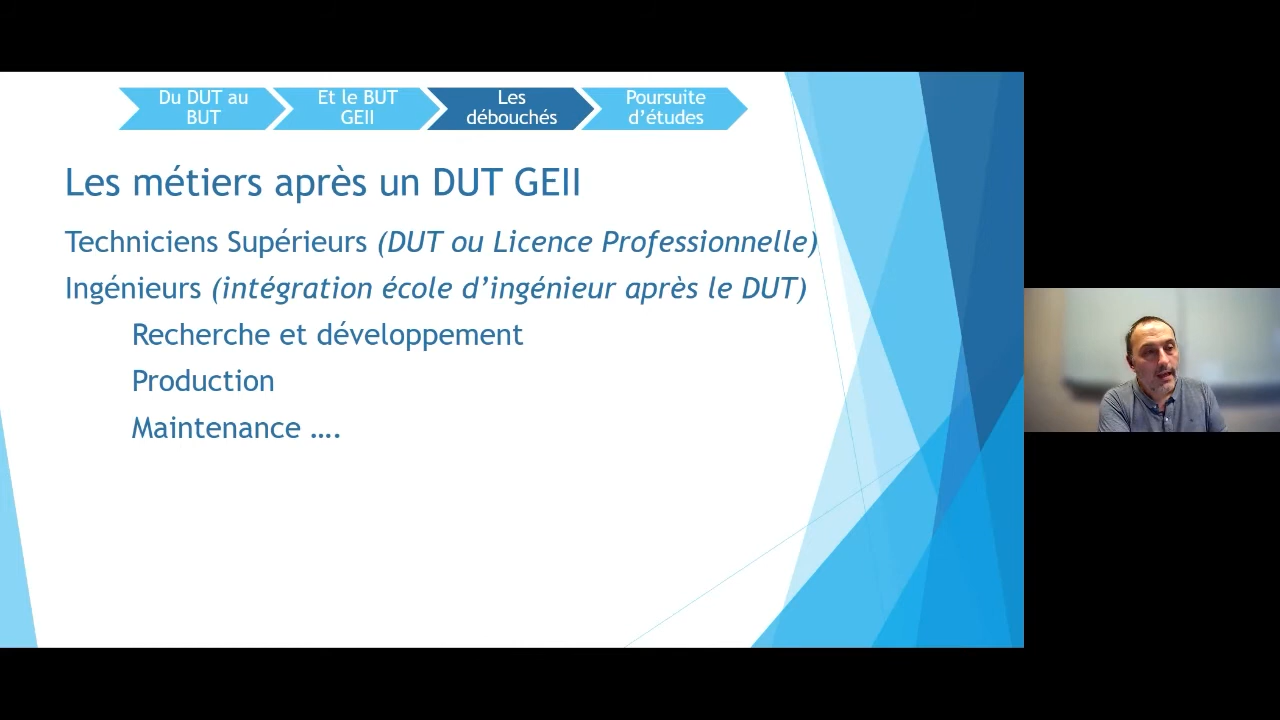 Du DUT au
BUT
Et le BUT
GEII
Les
débouchés
Poursuite
d’études
Les métiers après un DUT GEII
Techniciens Supérieurs (DUT ou Licence Professionnelle)
Ingénieurs (intégration école d’ingénieur après le DUT)
Recherche et développement
Production
Maintenance ….